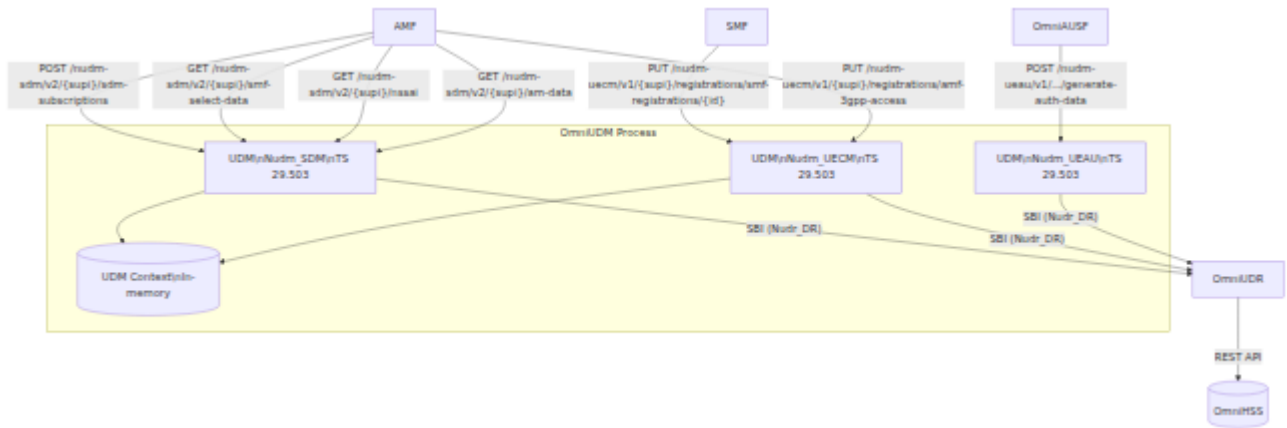 AMF
SMF
OmniAUSF
POST /nudm-
sdm/v2/{supi}/sdm-
subscriptions
GET /nudm-
sdm/v2/{supi}/smf-
select-data
GET /nudm-
sdm/v2/{supi}/nssai
GET /nudm-
sdm/v2/{supi}/am-data
PUT /nudm-
uecm/v1/{supi}/registrations/smf-
registrations/{id}
PUT /nudm-
uecm/v1/{supi}/registrations/amf-
3gpp-access
POST /nudm-
ueau/v1/.../generate-
auth-data
OmniUDM Process
UDM\nNudm_SDM\nTS
29.503
UDM\nNudm_UECM\nTS
29.503
UDM\nNudm_UEAU\nTS
29.503
SBI (Nudr_DR)
SBI (Nudr_DR)
SBI (Nudr_DR)
UDM Context\nIn-
memory
OmniUDR
REST API
OmniHSS